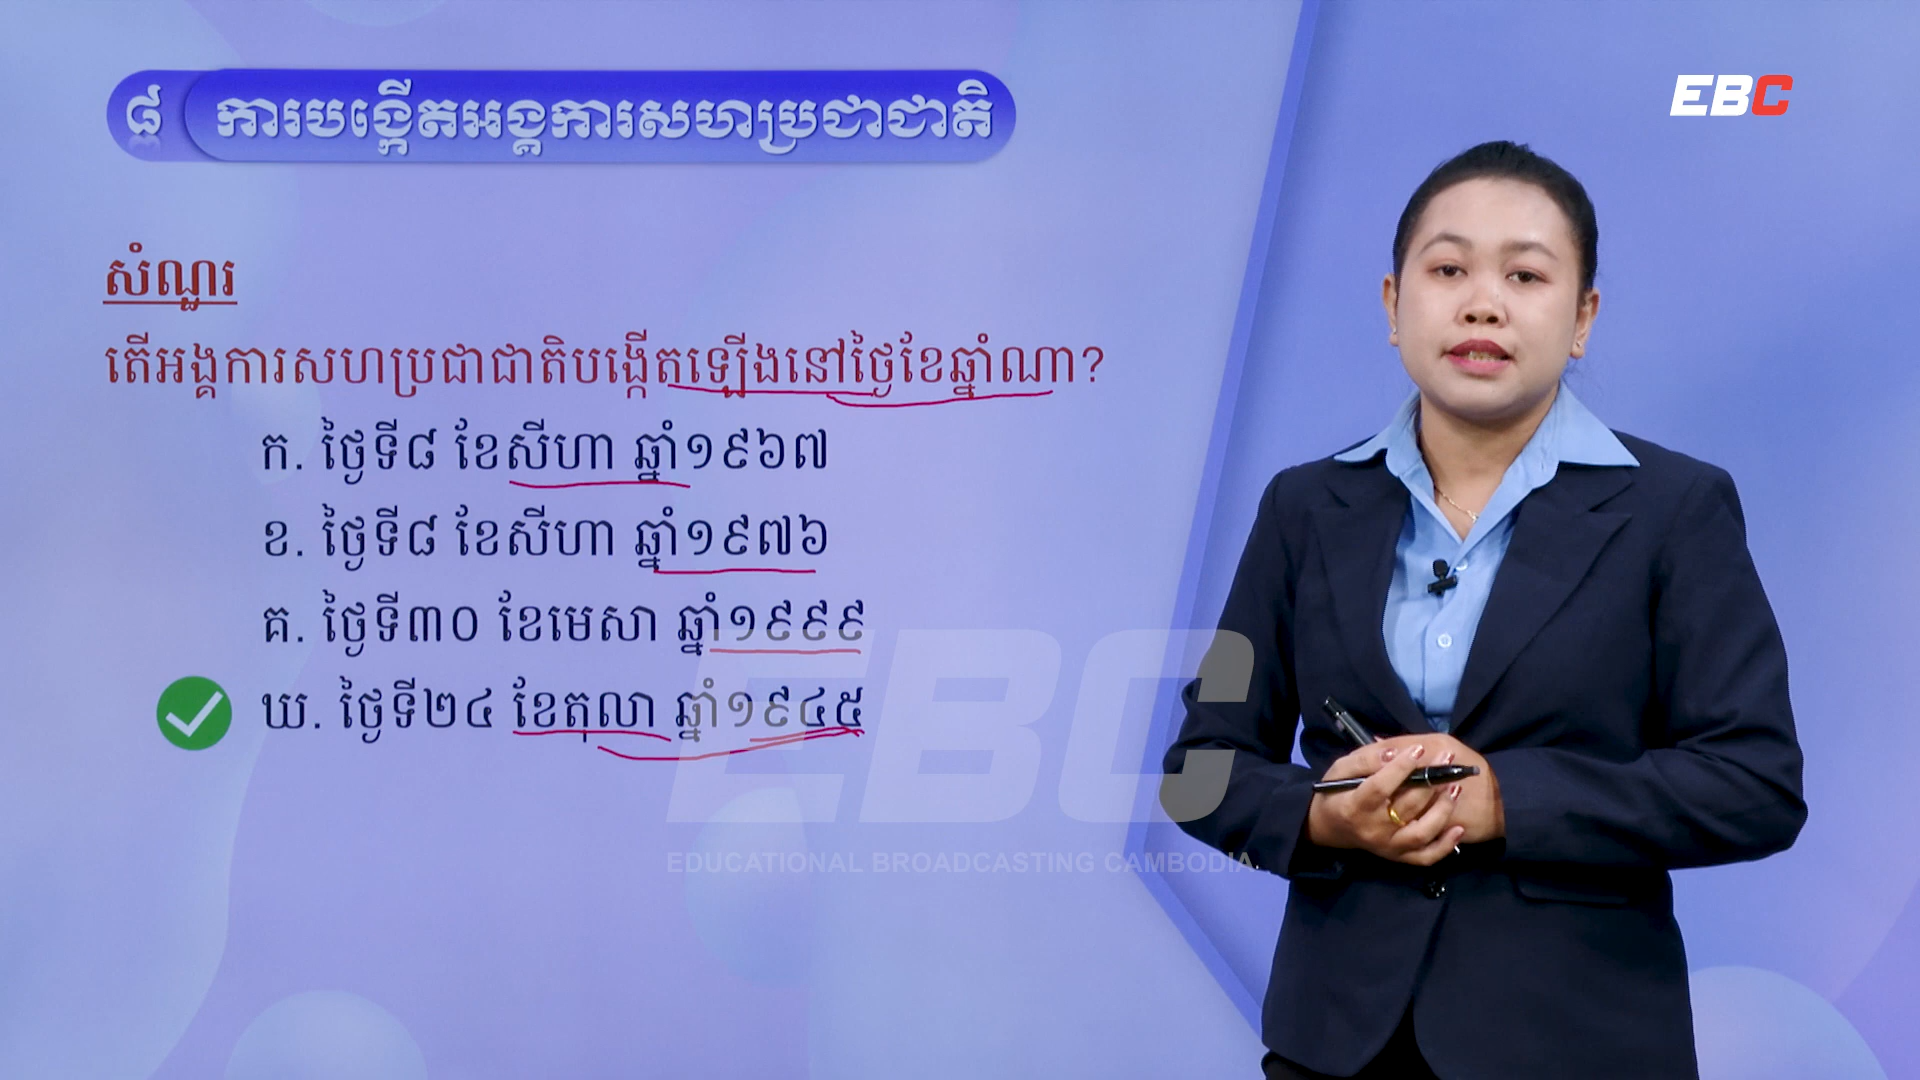 ៨ ការបង្កើតអង្គការសហប្រជាជាតិ
EBC
សំណួរ
តើអង្គការសហប្រជាជាតិបង្កើតឡើងនៅថ្ងៃខែឆ្នាំណា?
ក. ថ្ងៃទី៨ ខែសីហា ឆ្នាំ១៩៦៧
ខ. ថ្ងៃទី៨ ខែសីហា ឆ្នាំ១៩៧៦
គ. ថ្ងៃទី៣០ ខែមេសា ឆ្នាំ១៩៩៩
ឃ. ថ្ងៃទី២៤ ខែតុលា ឆ្នាំ១៩៤៥
EBC
EDUCATIONAL BROADCASTING CAMBODIA.